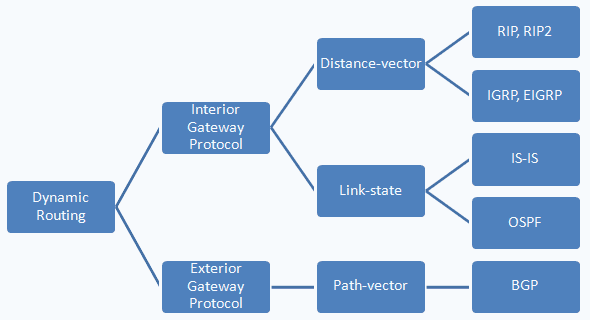 Dynamic
Routing
Interior
Gateway
Protocol
Exterior
Gateway
Protocol
Distance-vector
Link-state
Path-vector
RIP, RIP2
IGRP, EIGRP
IS-IS
OSPF
BGP